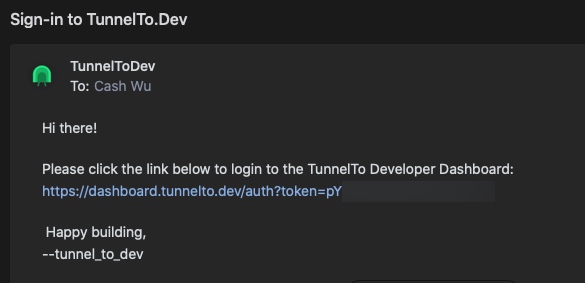 Sign-in to TunnelTo.Dev
TunnelToDev
To: Cash Wu
Hi there!
Please click the link below to login to the TunnelTo Developer Dashboard:
https://dashboard.tunnelto.dev/auth?token=pY
Happy building,
--tunnel_to_dev